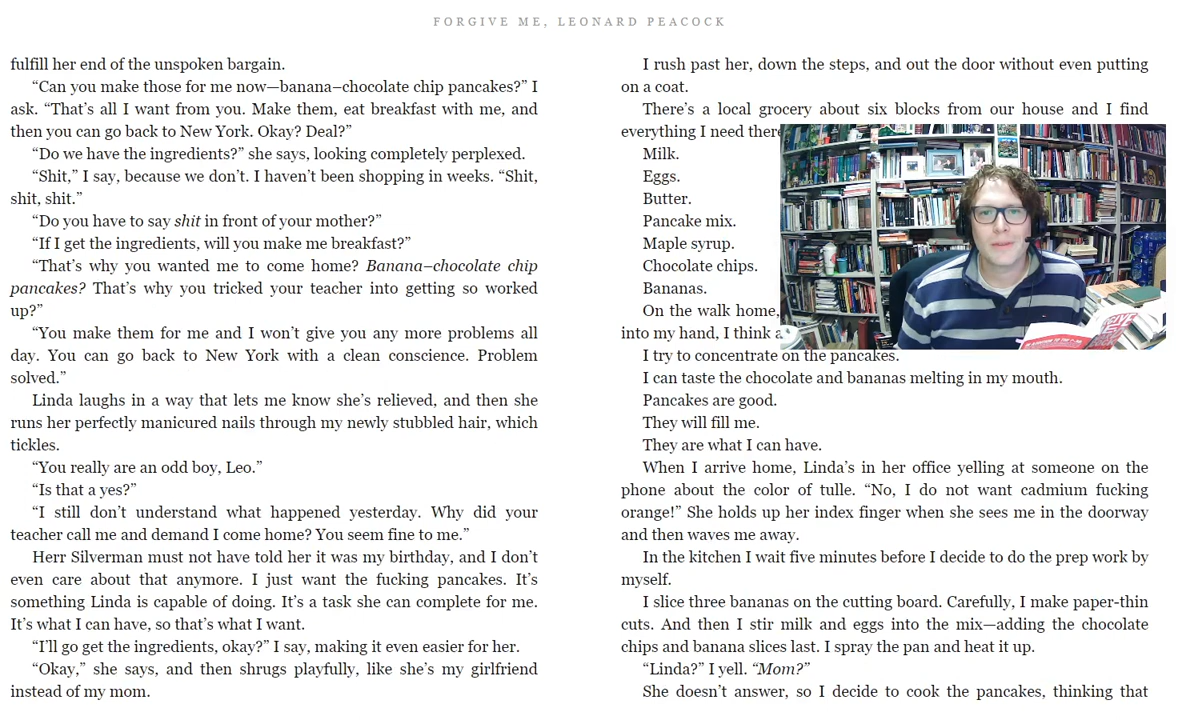 FORGIVE ME, LEONARD PEACOCK
fulfill her end of the unspoken bargain.
“Can you make those for me now—banana–chocolate chip pancakes?” I
ask. “That’s all I want from you. Make them, eat breakfast with me, and
then you can go back to New York. Okay? Deal?”
“Do we have the ingredients?” she says, looking completely perplexed.
“Shit,” I say, because we don’t. I haven’t been shopping in weeks. “Shit,
shit, shit.”
“Do you have to say shit in front of your mother?”
“If I get the ingredients, will you make me breakfast?”
“That’s why you wanted me to come home? Banana–chocolate chip
pancakes? That’s why you tricked your teacher into getting so worked
up?”
“You make them for me and I won’t give you any more problems all
day. You can go back to New York with a clean conscience. Problem
solved.”
Linda laughs in a way that lets me know she’s relieved, and then she
runs her perfectly manicured nails through my newly stubbled hair, which
tickles.
“You really are an odd boy, Leo.”
“Is that a yes?”
“I still don’t understand what happened yesterday. Why did your
teacher call me and demand I come home? You seem fine to me.”
Herr Silverman must not have told her it was my birthday, and I don’t
even care about that anymore. I just want the fucking pancakes. It’s
something Linda is capable of doing. It’s a task she can complete for me.
It’s what I can have, so that’s what I want.
“I’ll go get the ingredients, okay?” I say, making it even easier for her.
“Okay,” she says, and then shrugs playfully, like she’s my girlfriend
instead of my mom.
I rush past her, down the steps, and out the door without even putting
on a coat.
There’s a local grocery about six blocks from our house and I find
everything I need there
Milk.
Eggs.
Butter.
Pancake mix.
Maple syrup.
Chocolate chips.
Bananas.
On the walk home,
into my hand, I think
I try to concentrate on the pancakes.
I can taste the chocolate and bananas melting in my mouth.
Pancakes are good.
They will fill me.
They are what I can have.
When I arrive home, Linda’s in her office yelling at someone on the
phone about the color of tulle. “No, I do not want cadmium fucking
orange!” She holds up her index finger when she sees me in the doorway
and then waves me away.
In the kitchen I wait five minutes before I decide to do the prep work by
myself.
I slice three bananas on the cutting board. Carefully, I make paper-thin
cuts. And then I stir milk and eggs into the mix—adding the chocolate
chips and banana slices last. I spray the pan and heat it up.
“Linda?” I yell. “Mom?”
She doesn’t answer, so I decide to cook the pancakes, thinking that